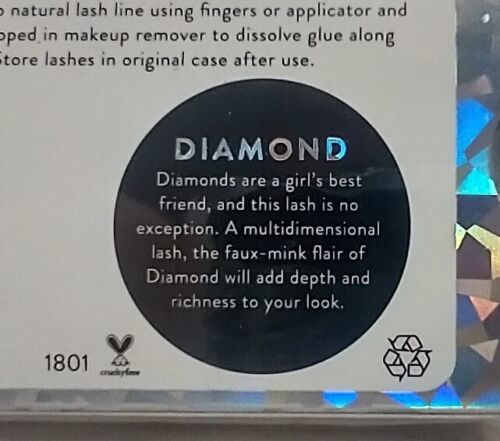 natural lash line using fingers or applicator and
in makeup remover to dissolve glue along
Store lashes in original case after use.
DIAMOND
Diamonds are a girl's best
friend, and this lash is no
exception. A multidimensional
lash, the faux-mink flair of
Diamond will add depth and
richness to your look.
1801
crueltyfree